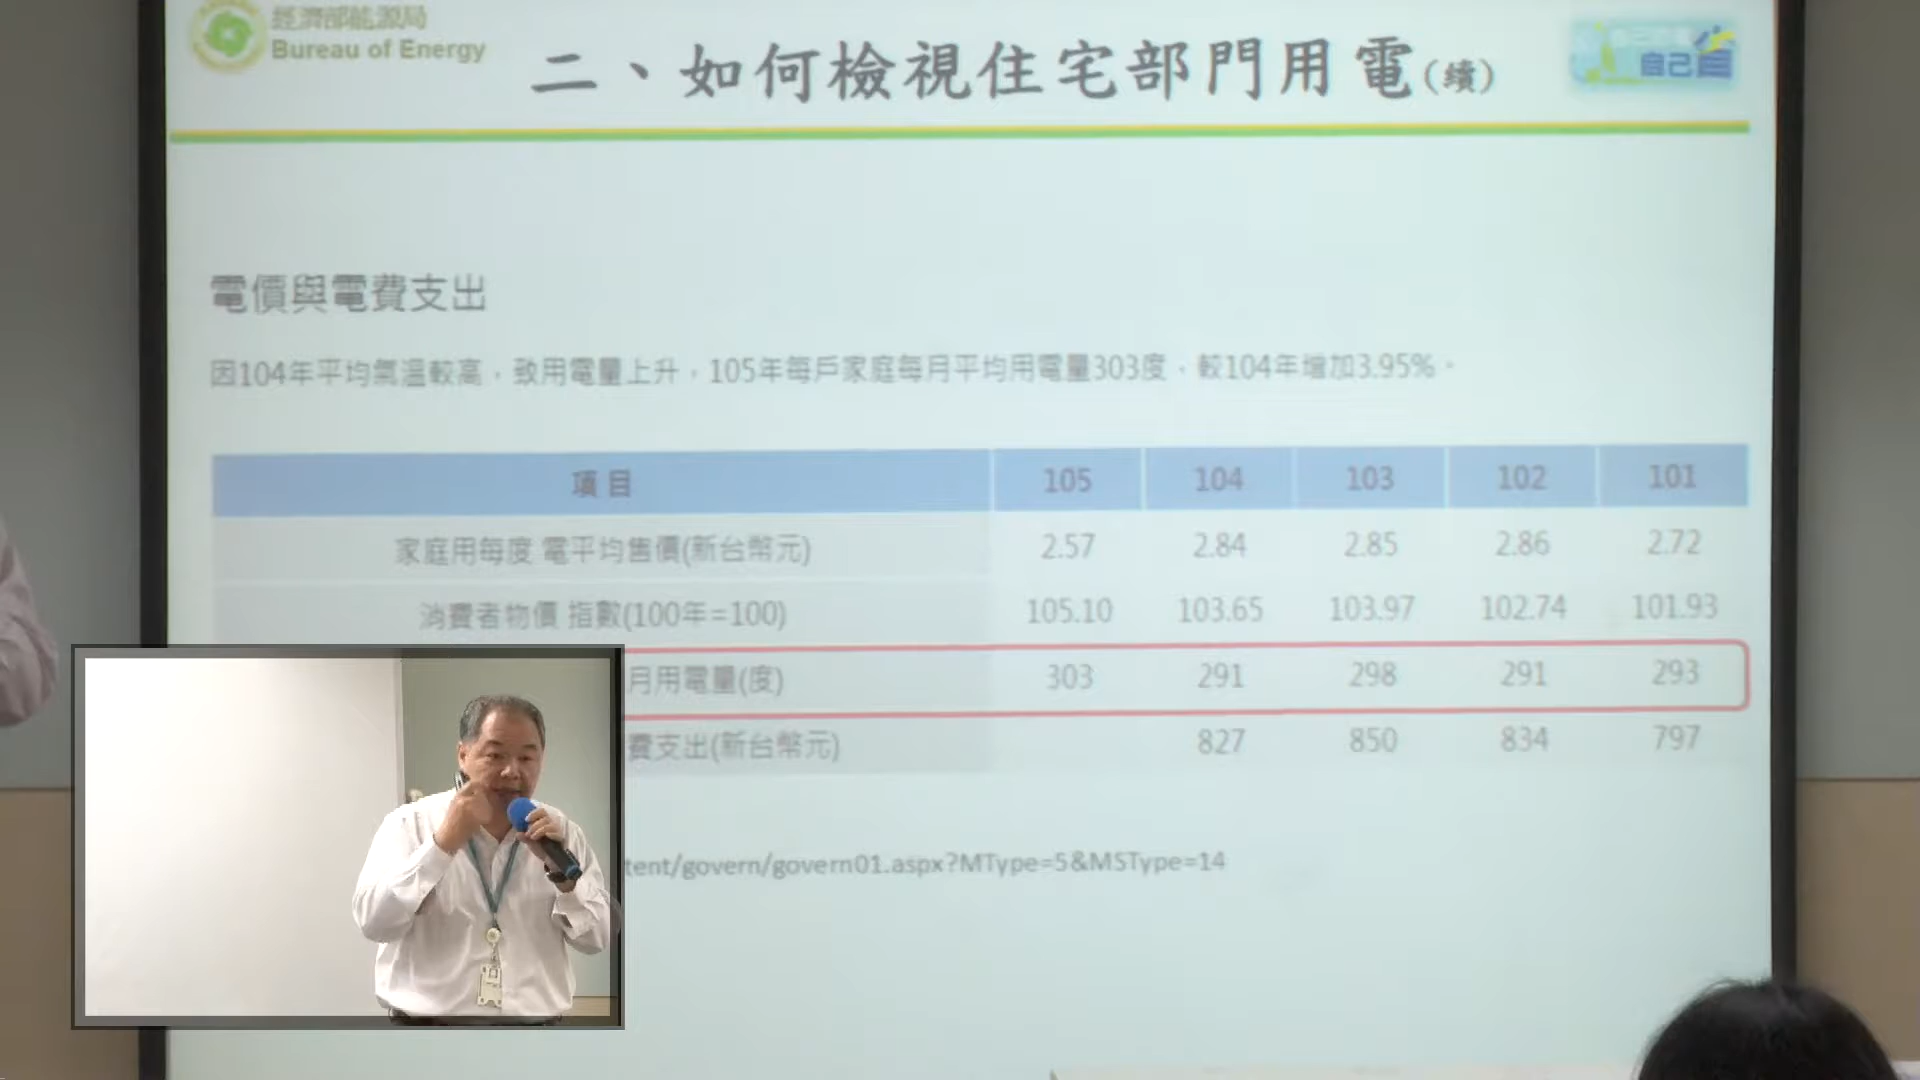 經濟部能源局
Bureau of Energy
二、如何檢視住宅部門用電(續)
自己
電價與電費支出
因104年平均氣溫較高，致用電量上升，105年每戶家庭每月平均用電量303度，較104年增加3.95%。
項目 105 104 103 102 101
家庭用每度 電平均售價(新台幣元) 2.57 2.84 2.85 2.86 2.72
消費者物價 指數(100年=100) 105.10 103.65 103.97 102.74 101.93
月用電量(度) 303 291 298 291 293
費支出(新台幣元) 827 850 834 797
tent/govern/govern01.aspx?MType=5&MSType=14